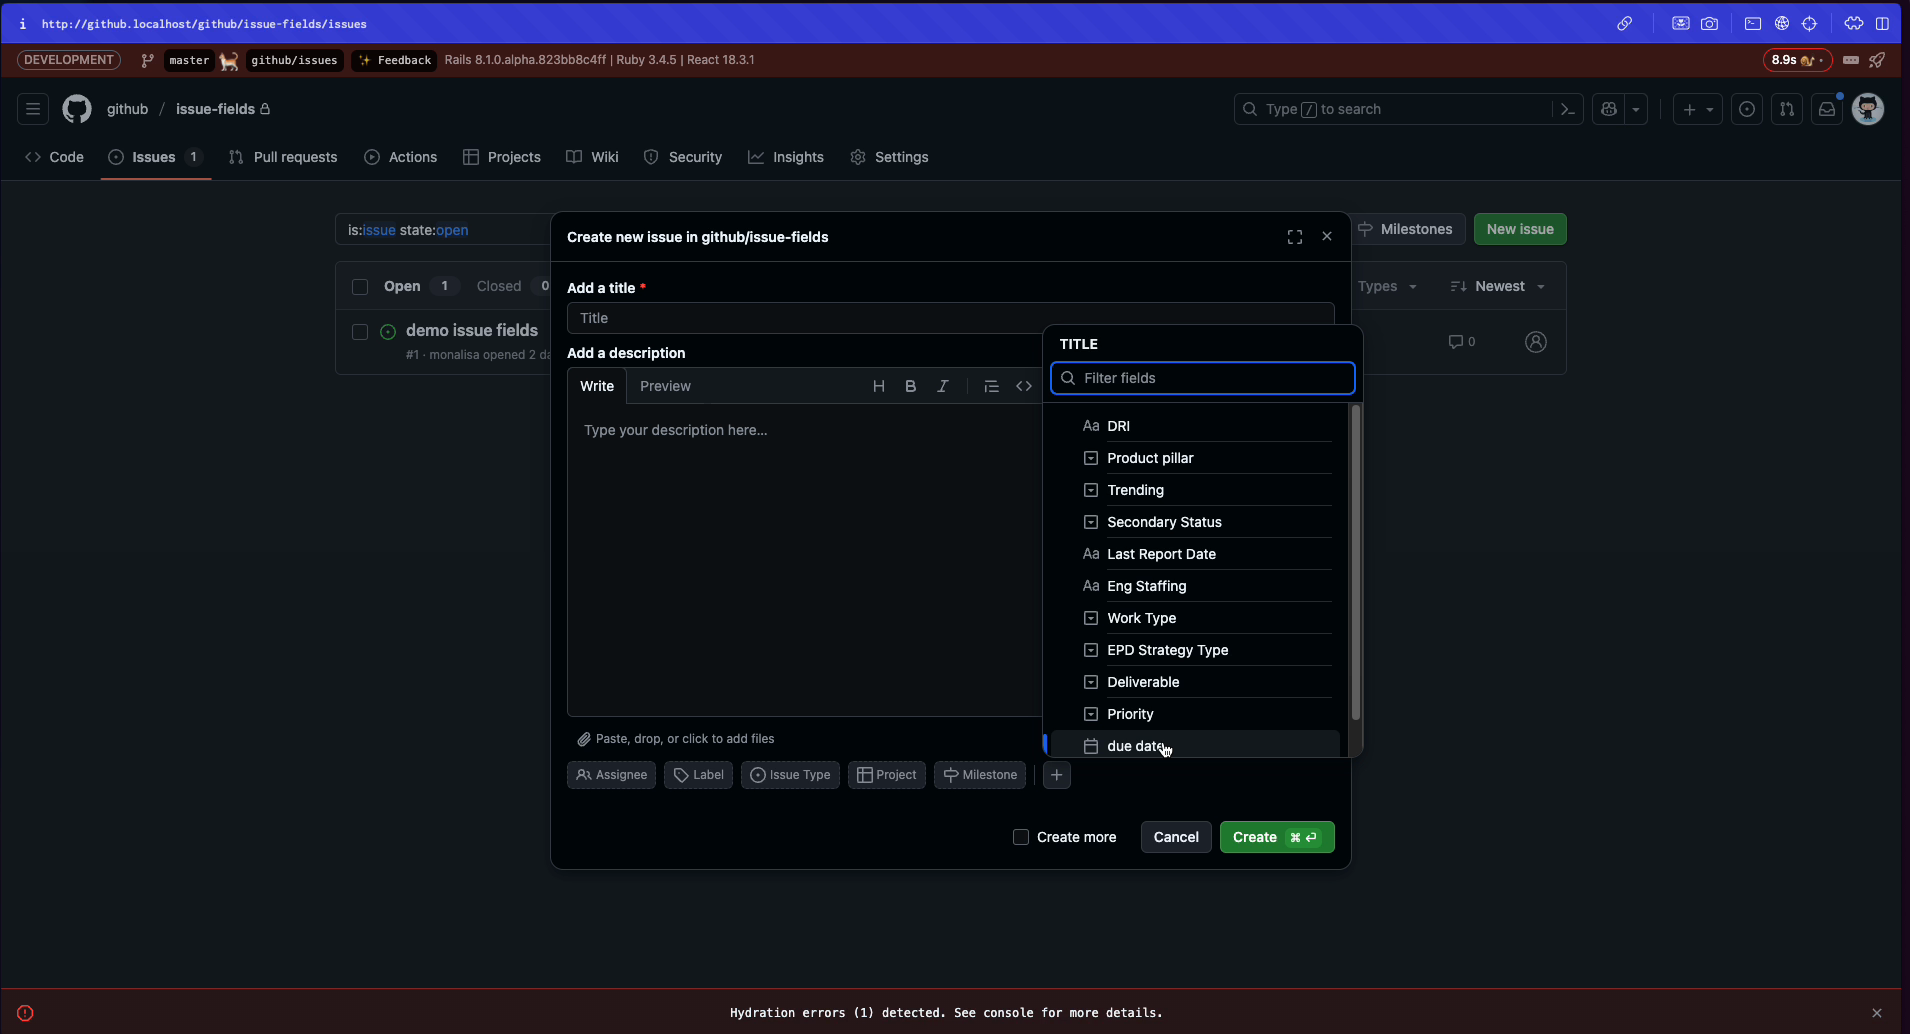 i http://github.localhost/github/issue-fields/issues
DEVELOPMENT master github/issues ✨ Feedback Rails 8.1.0.alpha.823bb8c4ff | Ruby 3.4.5 | React 18.3.1 8.9s
github / issue-fields Type / to search
Code Issues 1 Pull requests Actions Projects Wiki Security Insights Settings
is:issue state:open Milestones New issue
Create new issue in github/issue-fields
Open 1 Closed 0 Types Newest
demo issue fields 0
#1 · monalisa opened 2 da
Add a title *
Title
Add a description
Write Preview H B I
Type your description here...
TITLE
Filter fields
Aa DRI
Product pillar
Trending
Secondary Status
Aa Last Report Date
Aa Eng Staffing
Work Type
EPD Strategy Type
Deliverable
Priority
due date
Paste, drop, or click to add files
Assignee Label Issue Type Project Milestone
Create more Cancel Create ⌘ ⏎
Hydration errors (1) detected. See console for more details.